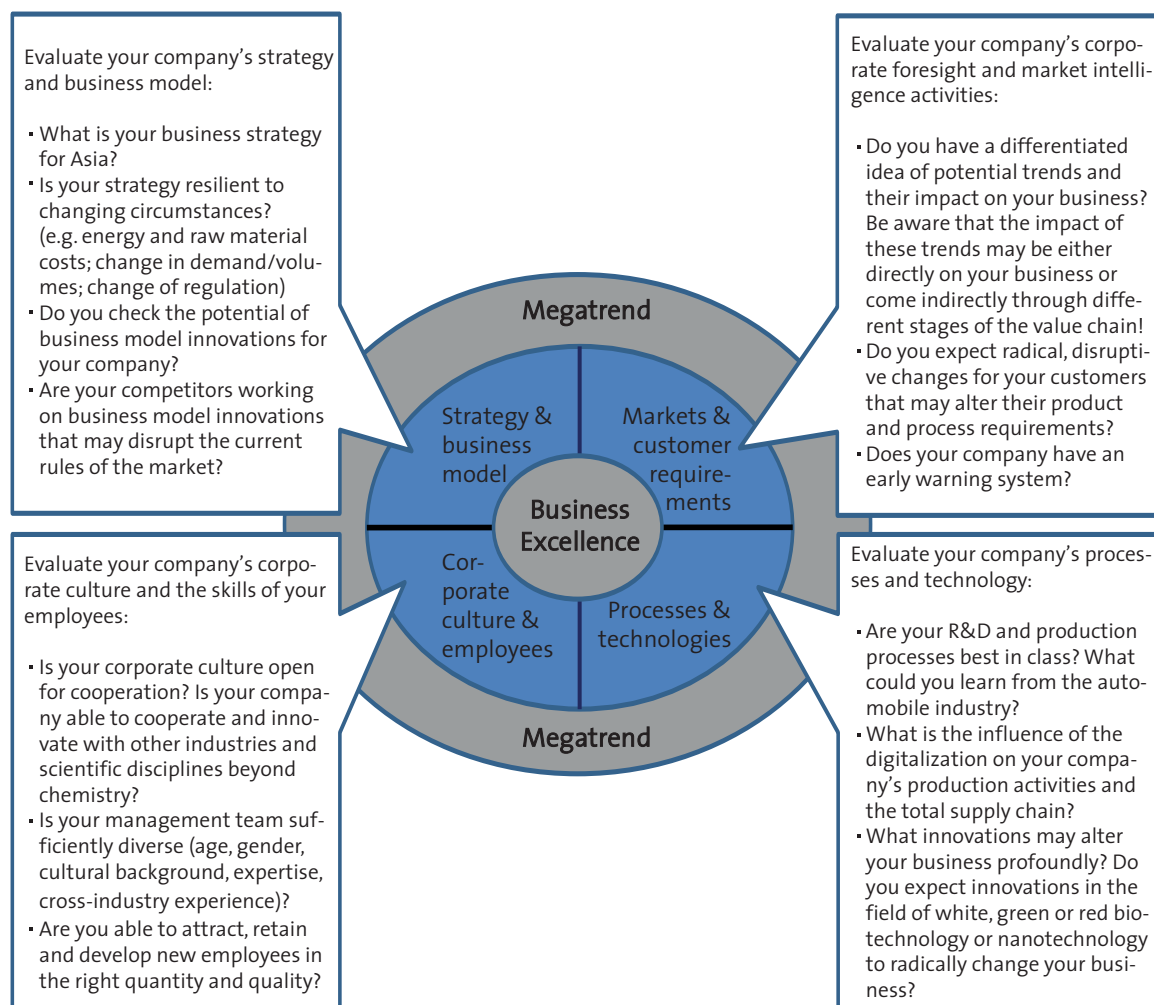 Evaluate your company's strategy
and business model:
▪ What is your business strategy
for Asia?
▪ Is your strategy resilient to
changing circumstances?
(e.g. energy and raw material
costs; change in demand/volu-
mes; change of regulation)
▪ Do you check the potential of
business model innovations for
your company?
▪ Are your competitors working
on business model innovations
that may disrupt the current
rules of the market?
Evaluate your company's corpo-
rate foresight and market intelli-
gence activities:
▪ Do you have a differentiated
idea of potential trends and
their impact on your business?
Be aware that the impact of
these trends may be either
directly on your business or
come indirectly through diffe-
rent stages of the value chain!
▪ Do you expect radical, disrupti-
ve changes for your customers
that may alter their product
and process requirements?
▪ Does your company have an
early warning system?
Megatrend
Strategy &
business
model
Markets &
customer
require-
ments
Business
Excellence
Cor-
porate
culture &
employees
Processes &
technologies
Megatrend
Evaluate your company's corpo-
rate culture and the skills of your
employees:
▪ Is your corporate culture open
for cooperation? Is your compa-
ny able to cooperate and inno-
vate with other industries and
scientific disciplines beyond
chemistry?
▪ Is your management team suf-
ficiently diverse (age, gender,
cultural background, expertise,
cross-industry experience)?
▪ Are you able to attract, retain
and develop new employees in
the right quantity and quality?
Evaluate your company's proces-
ses and technology:
▪ Are your R&D and production
processes best in class? What
could you learn from the auto-
mobile industry?
▪ What is the influence of the
digitalization on your compa-
ny's production activities and
the total supply chain?
▪ What innovations may alter
your business profoundly? Do
you expect innovations in the
field of white, green or red bio-
technology or nanotechnology
to radically change your busi-
ness?